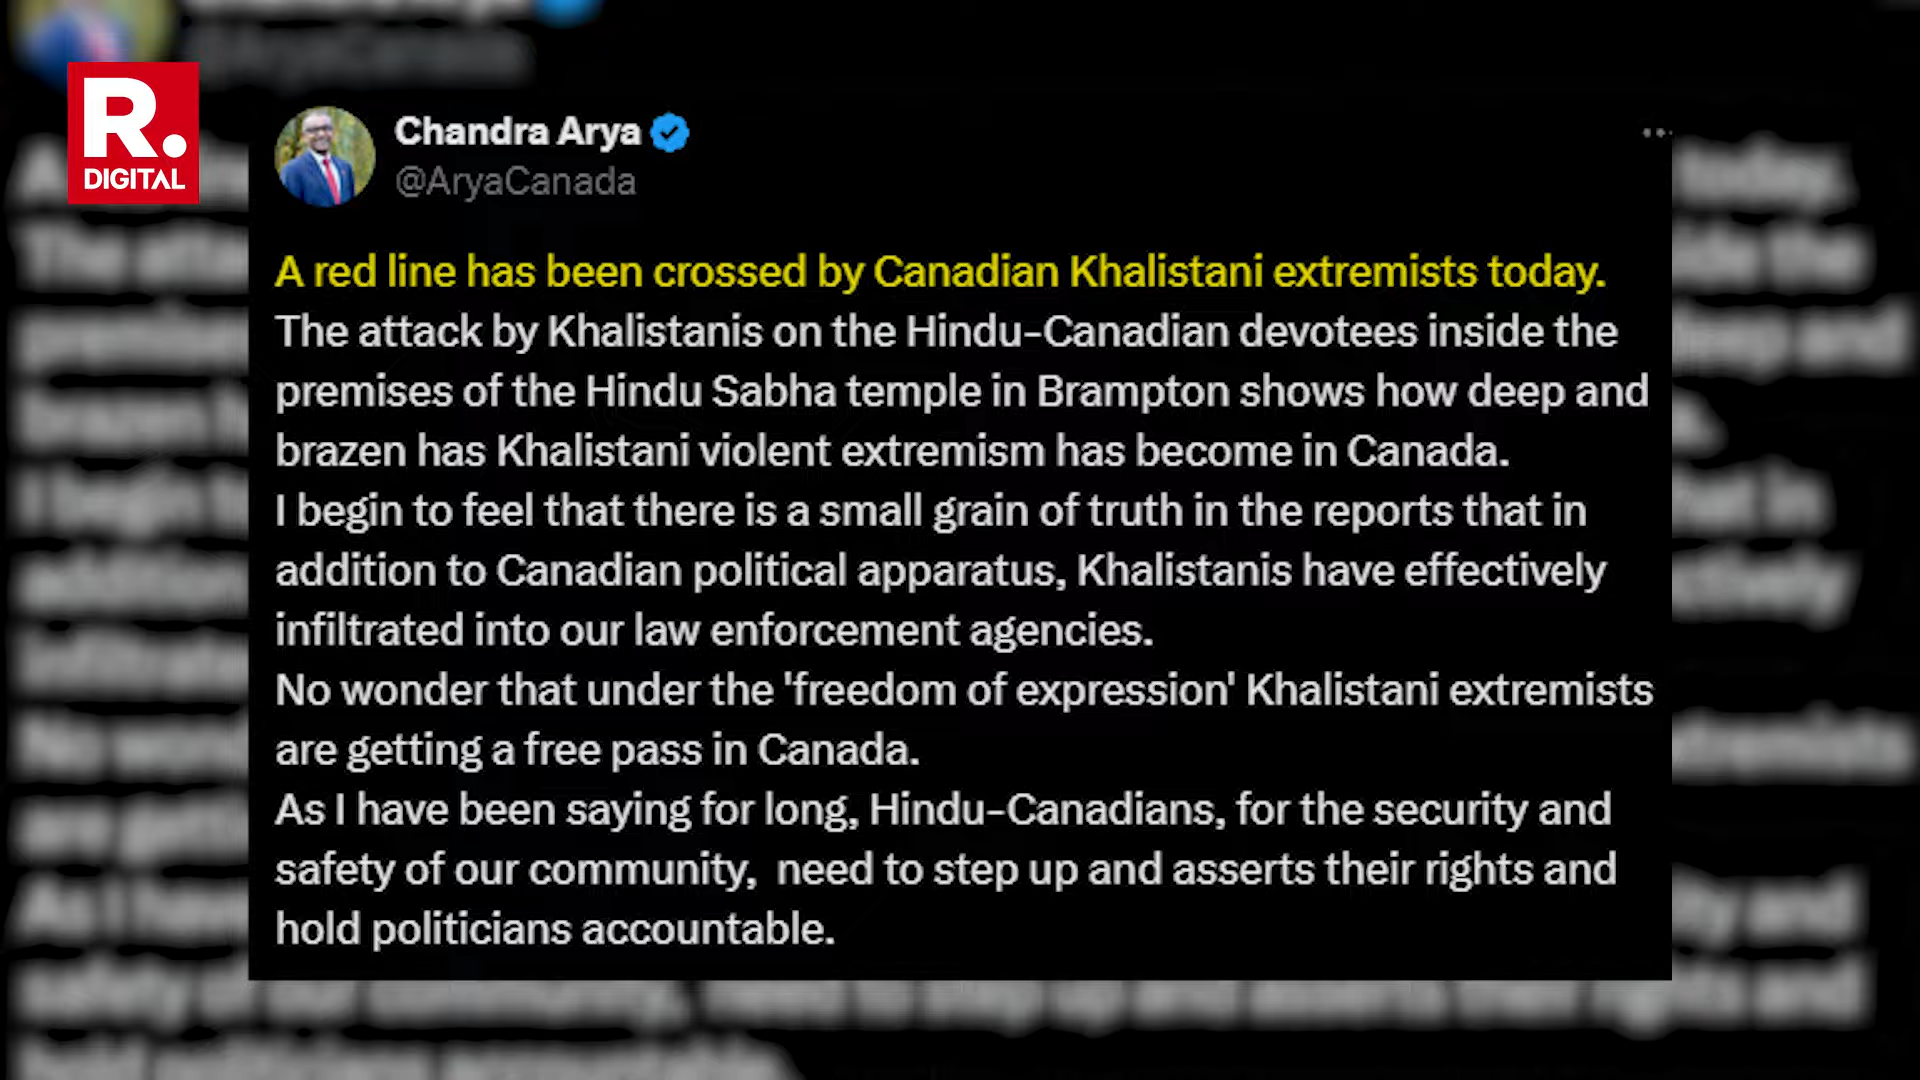 R.
DIGITAL
Chandra Arya
@AryaCanada
A red line has been crossed by Canadian Khalistani extremists today.
The attack by Khalistanis on the Hindu-Canadian devotees inside the
premises of the Hindu Sabha temple in Brampton shows how deep and
brazen has Khalistani violent extremism has become in Canada.
I begin to feel that there is a small grain of truth in the reports that in
addition to Canadian political apparatus, Khalistanis have effectively
infiltrated into our law enforcement agencies.
No wonder that under the 'freedom of expression' Khalistani extremists
are getting a free pass in Canada.
As I have been saying for long, Hindu-Canadians, for the security and
safety of our community,  need to step up and asserts their rights and
hold politicians accountable.